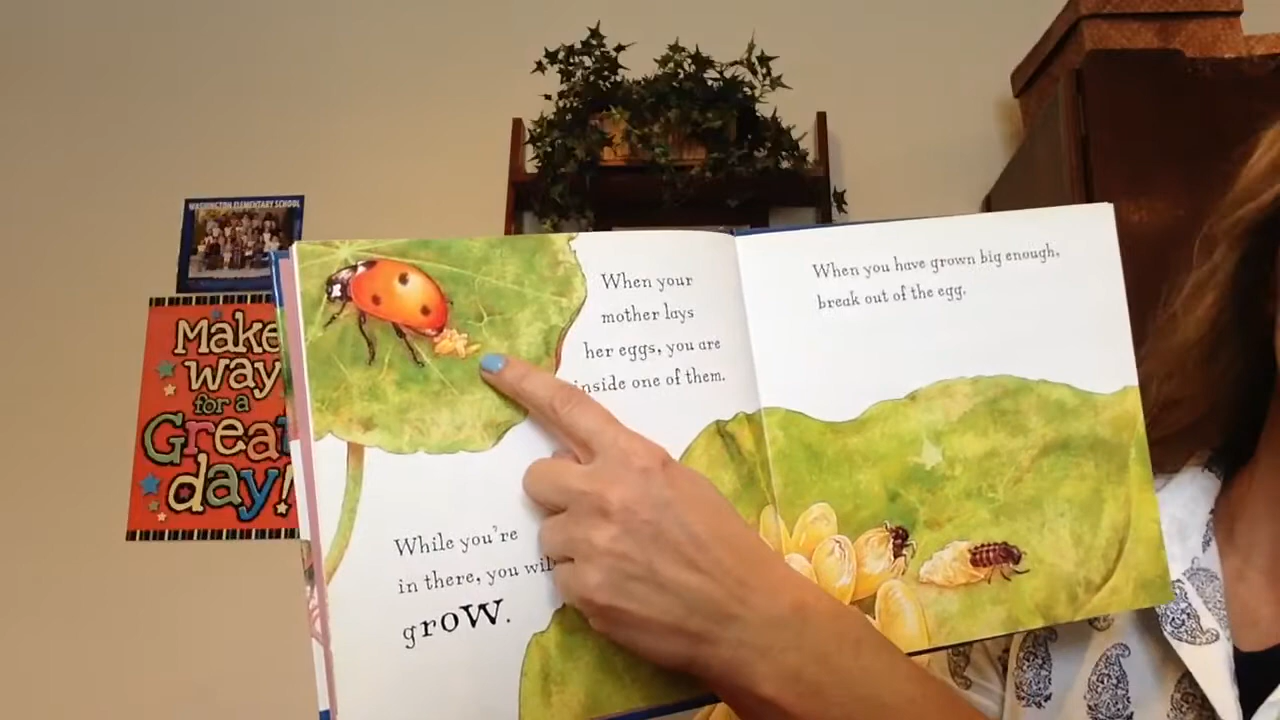 WASHINGTON ELEMENTARY SCHOOL
Make
way
for a
Great
day!
When your
mother lays
her eggs, you are
inside one of them.
While you're
in there, you will
grow.
When you have grown big enough,
break out of the egg.